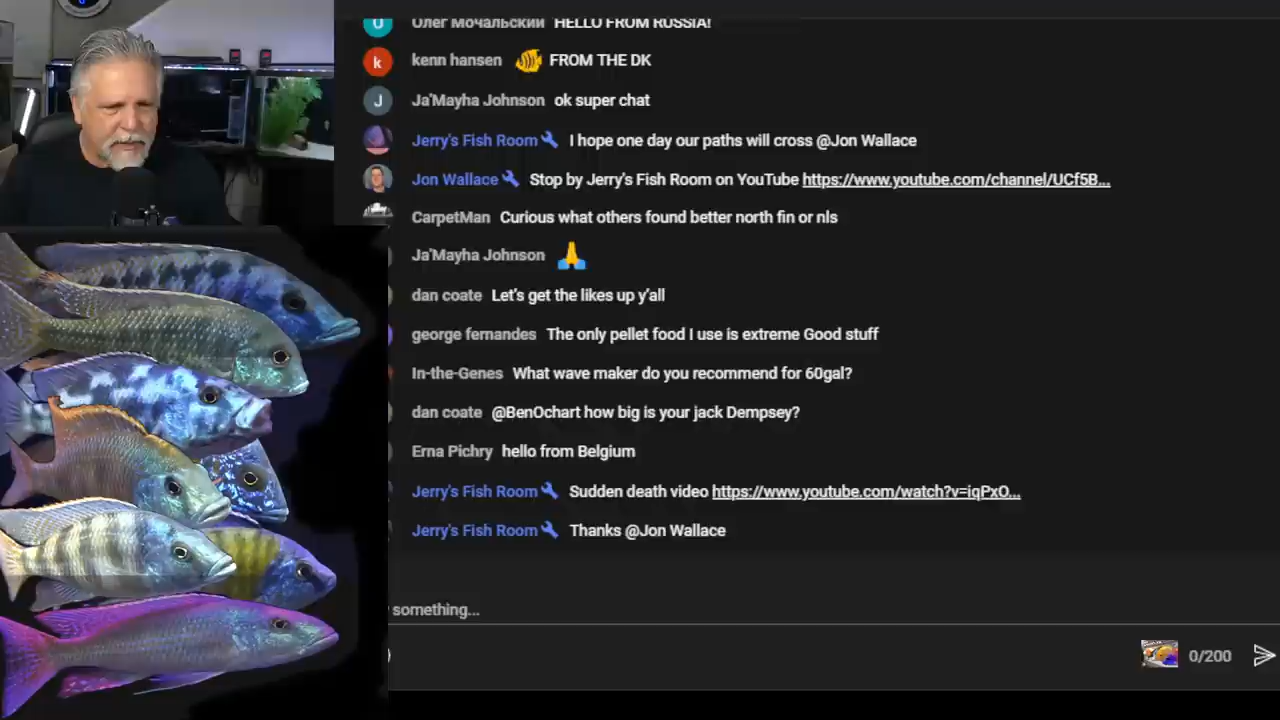 Олег Мочальский HELLO FROM RUSSIA!
k
kenn hansen FROM THE DK
J
Ja'Mayha Johnson ok super chat
Jerry's Fish Room I hope one day our paths will cross @Jon Wallace
Jon Wallace Stop by Jerry's Fish Room on YouTube https://www.youtube.com/channel/UCf5B...
CarpetMan Curious what others found better north fin or nls
Ja'Mayha Johnson
dan coate Let's get the likes up y'all
george fernandes The only pellet food I use is extreme Good stuff
In-the-Genes What wave maker do you recommend for 60gal?
dan coate @BenOchart how big is your jack Dempsey?
Erna Pichry hello from Belgium
Jerry's Fish Room Sudden death video https://www.youtube.com/watch?v=iqPxO...
Jerry's Fish Room Thanks @Jon Wallace
something...
0/200